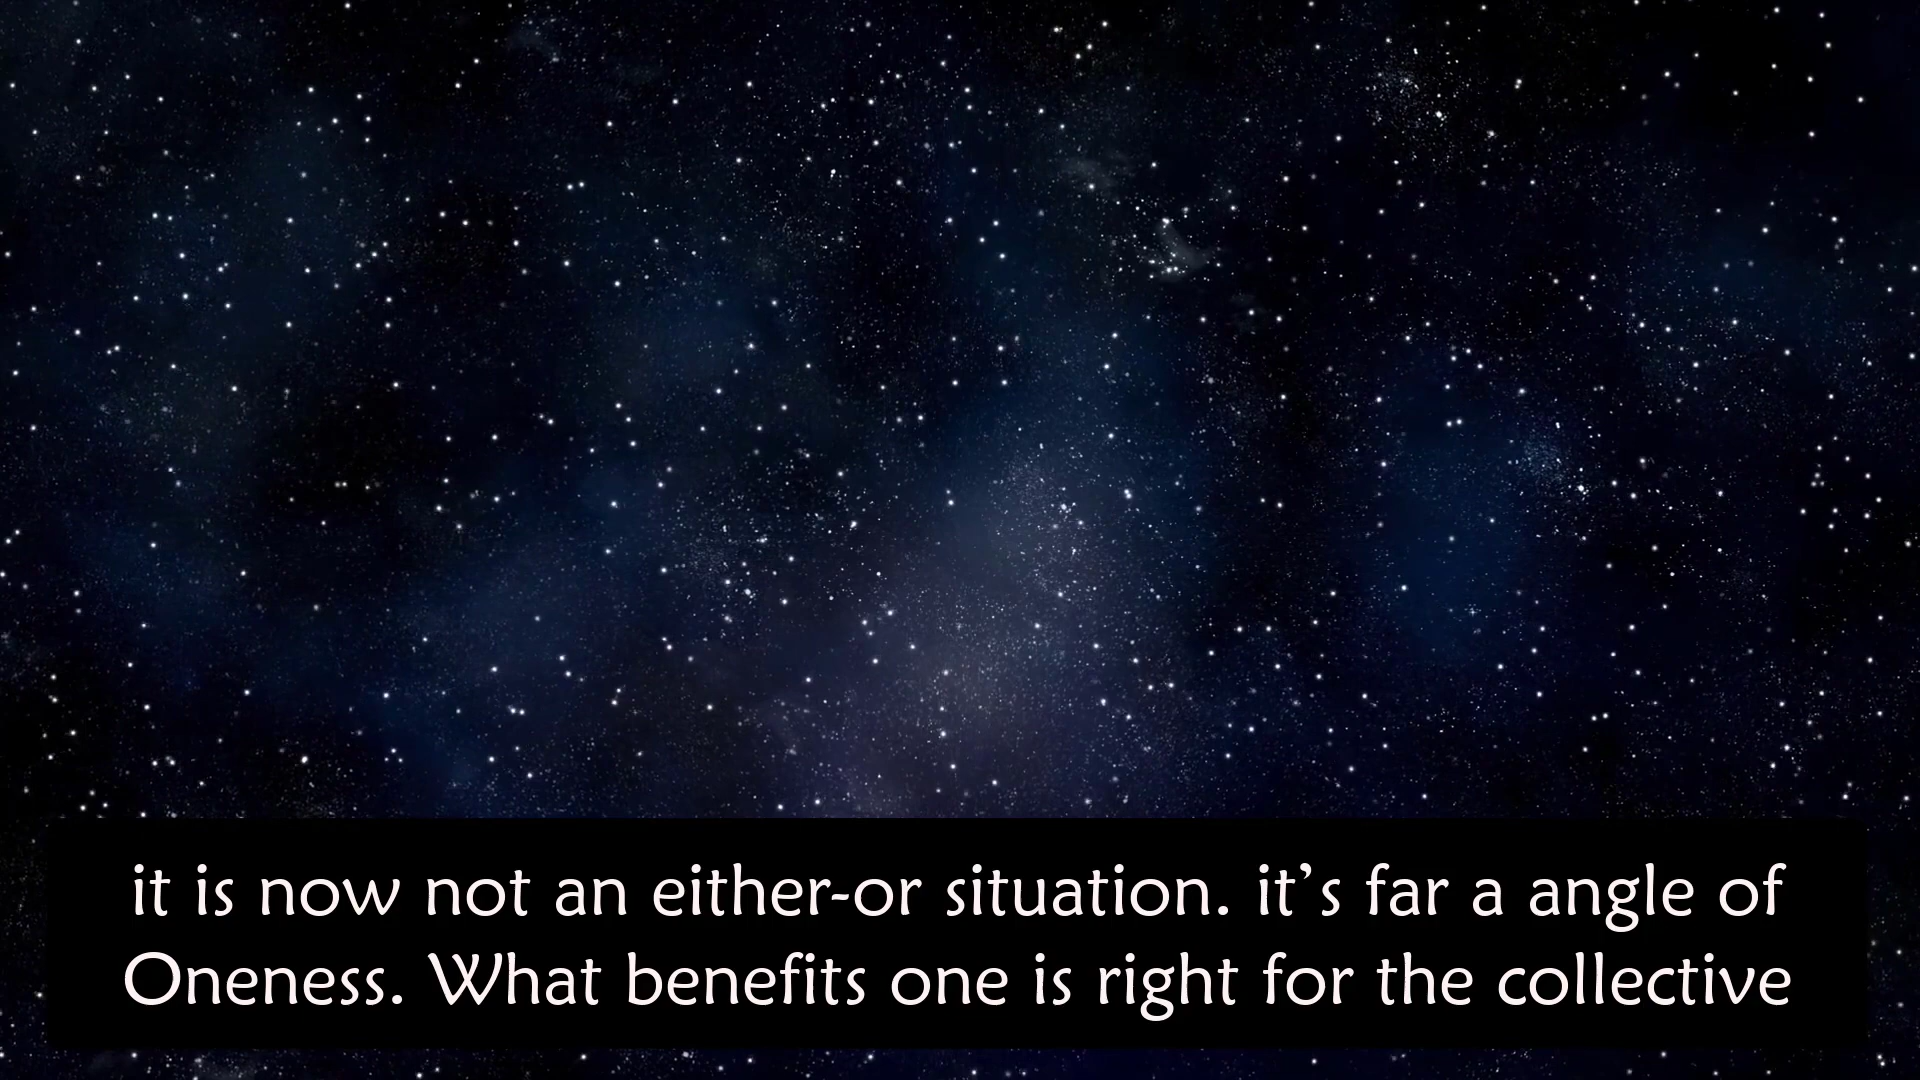 it is now not an either-or situation. it’s far a angle of
Oneness. What benefits one is right for the collective